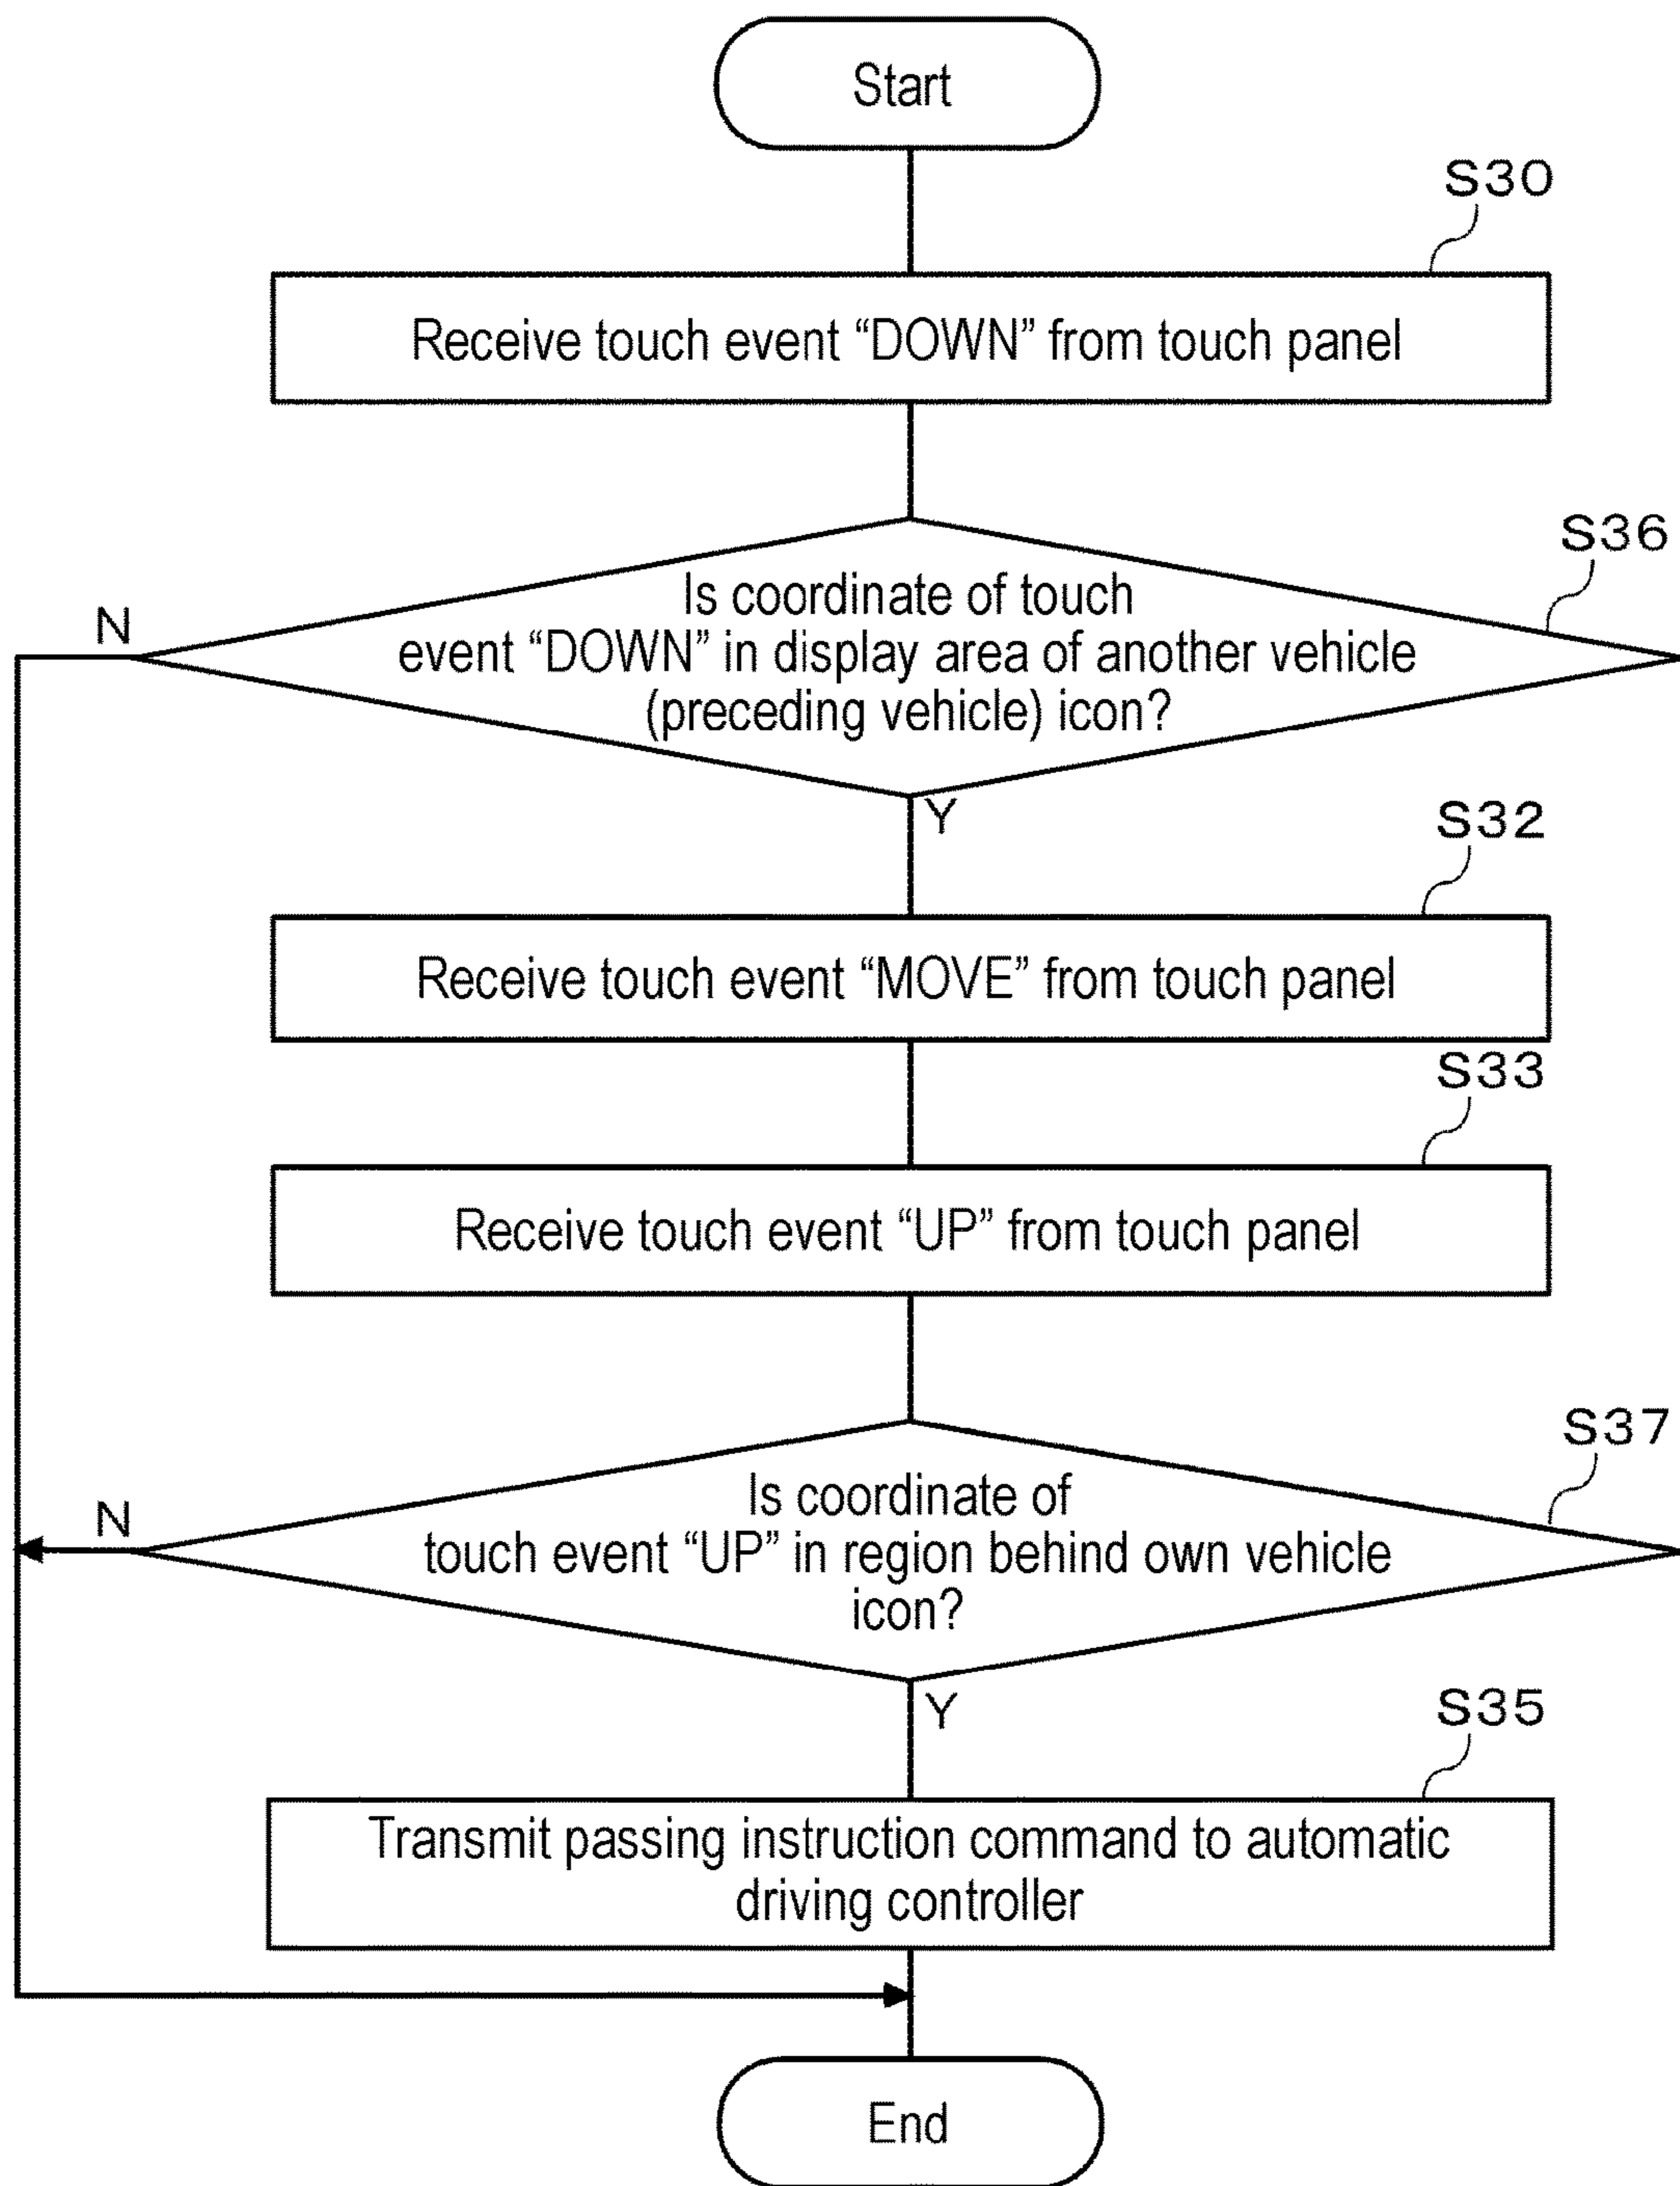 Start
S30
Receive touch event “DOWN” from touch panel
S36
Is coordinate of touch
event “DOWN” in display area of another vehicle
(preceding vehicle) icon?
N
Y
S32
Receive touch event “MOVE” from touch panel
S33
Receive touch event “UP” from touch panel
S37
Is coordinate of
touch event “UP” in region behind own vehicle
icon?
N
Y
S35
Transmit passing instruction command to automatic
driving controller
End